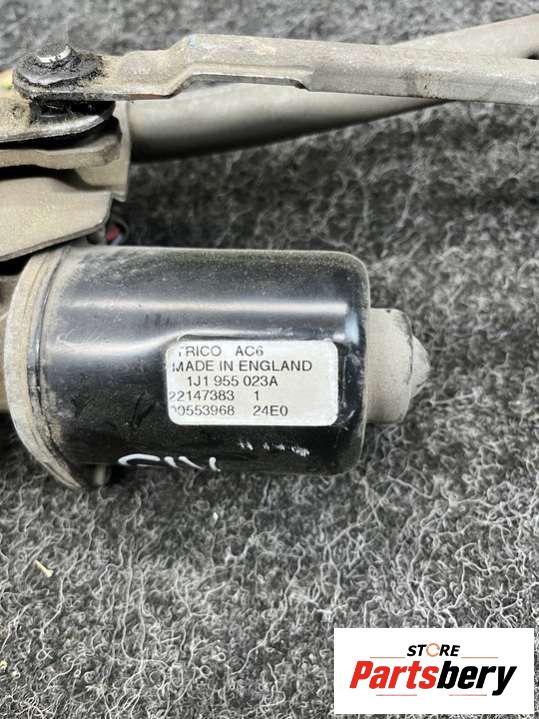 TRICO AC6
MADE IN ENGLAND
1J1 955 023A
22147383 1
00553968 24E0
STORE
Partsbery